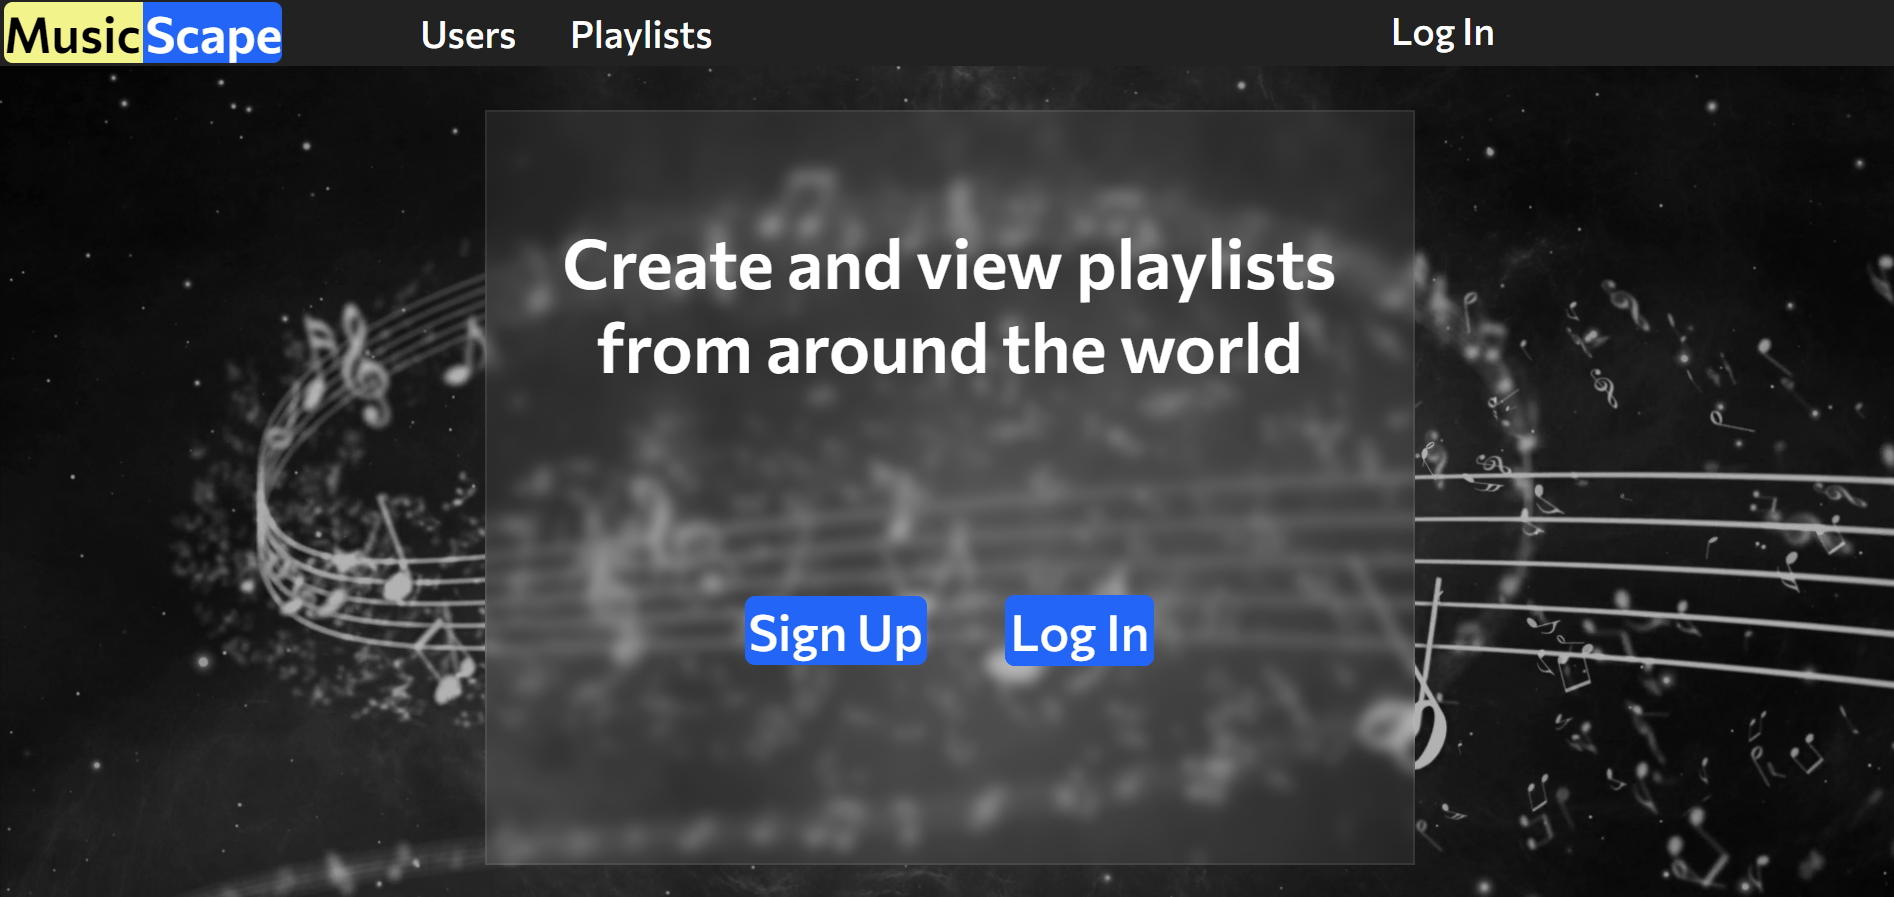 MusicScape Users Playlists Log In
Create and view playlists
from around the world
Sign Up Log In